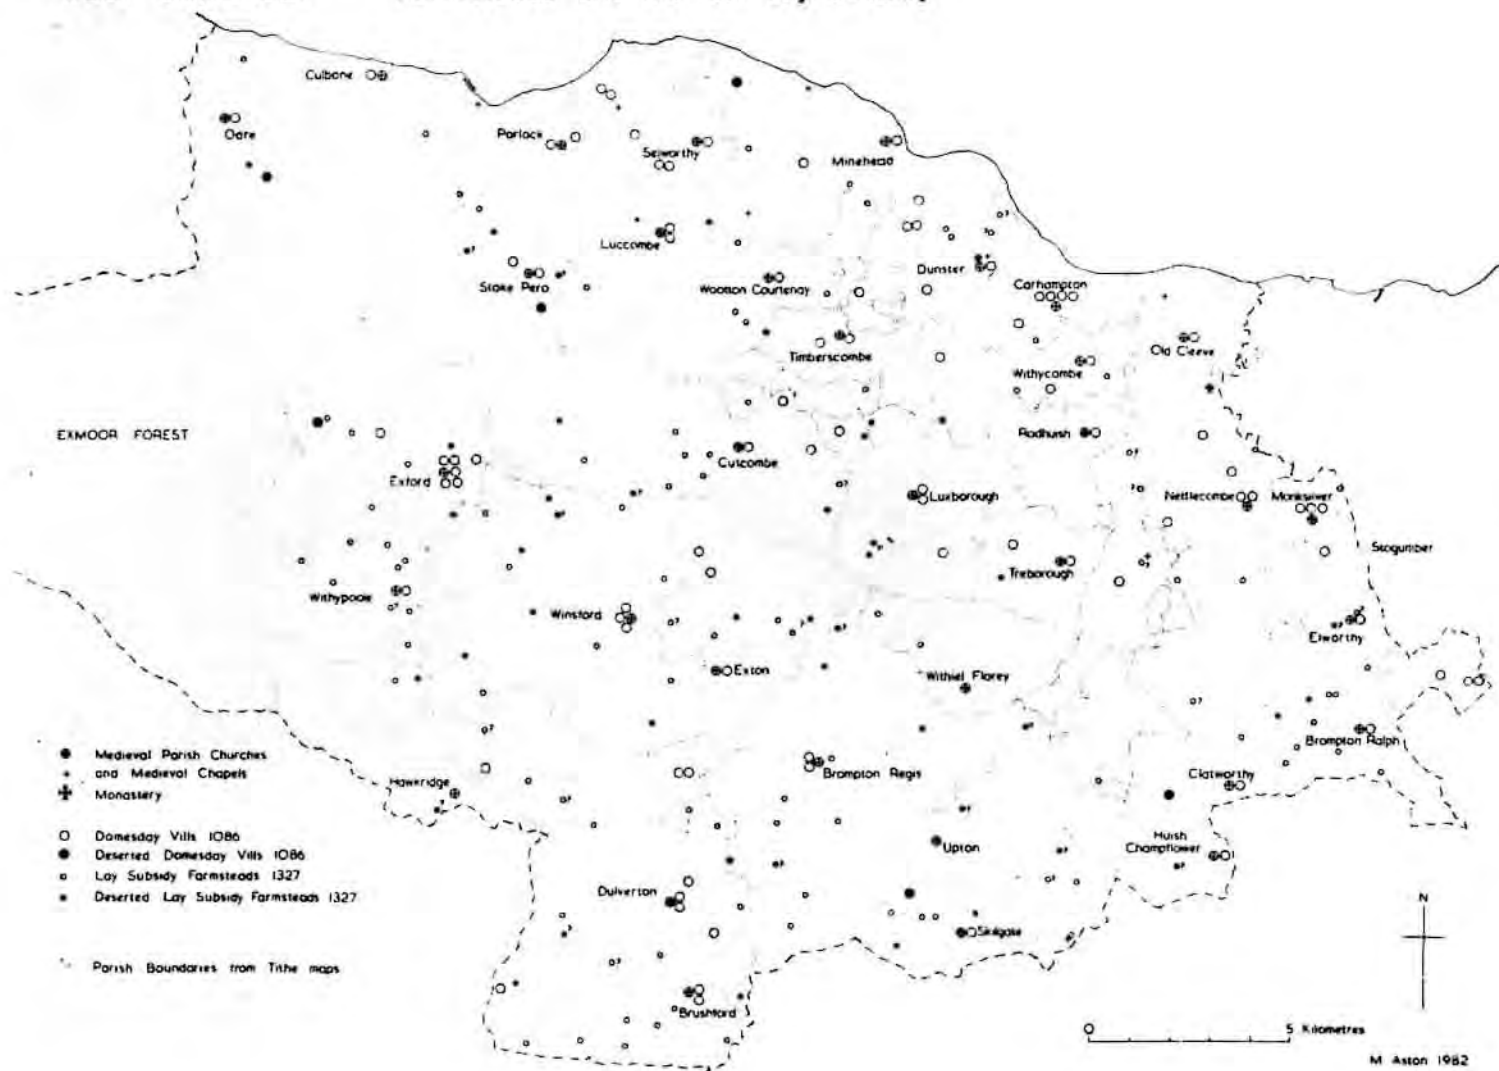 Culbone
Oare
Porlock
Selworthy
Minehead
Luccombe
Dunster
Stoke Pero
Wootton Courtenay
Carhampton
Timberscombe
Old Cleeve
Withycombe
EXMOOR FOREST
Rodhuish
Cutcombe
Exford
Luxborough
Nettlecombe
Monksilver
Stogumber
Treborough
Withypoole
Winsford
Elworthy
Exton
Withiel Florey
Brompton Ralph
Medieval Parish Churches
and Medieval Chapels
Monastery
Hawkridge
Brompton Regis
Clatworthy
Domesday Vills 1086
Deserted Domesday Vills 1086
Lay Subsidy Farmsteads 1327
Deserted Lay Subsidy Farmsteads 1327
Huish
Champflower
Upton
Dulverton
Skilgate
N
Parish Boundaries from Tithe maps
Brushford
0 5 Kilometres
M Aston 1982